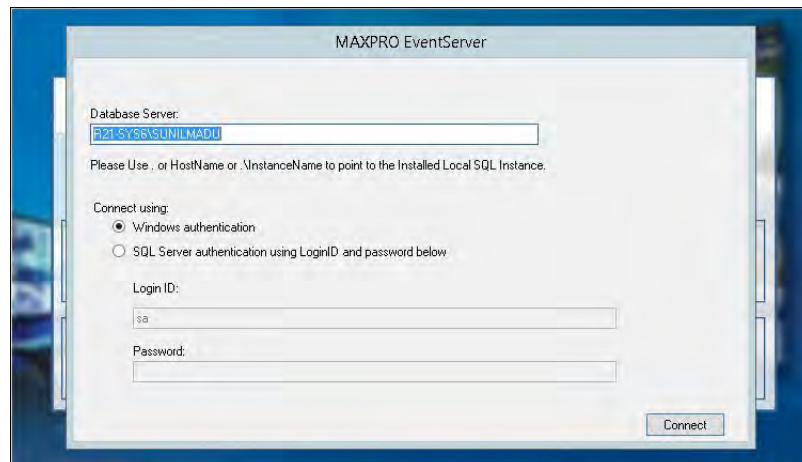 MAXPRO EventServer
Database Server:
R21-SYS6\SUNILMADU
Please Use . or HostName or .\InstanceName to point to the Installed Local SQL Instance.
Connect using:
Windows authentication
SQL Server authentication using LoginID and password below
Login ID:
sa
Password:
Connect